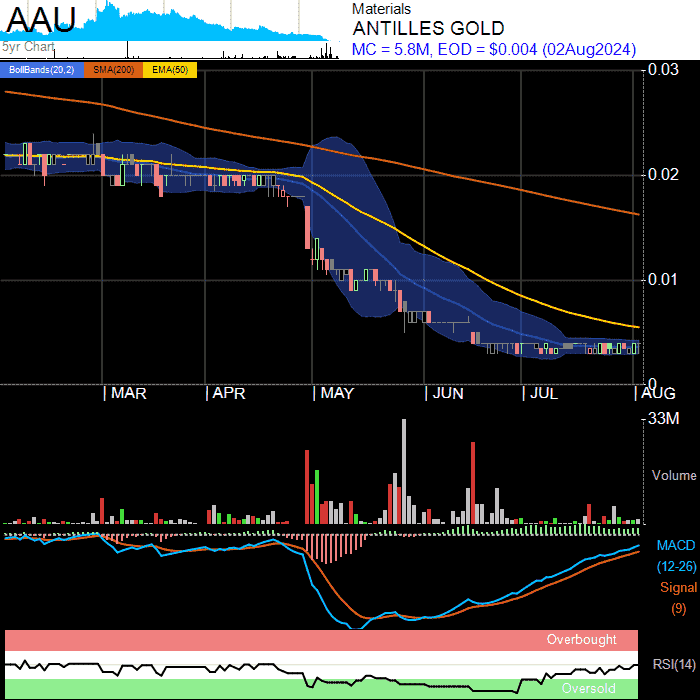 AAU
5yr Chart
Materials
ANTILLES GOLD
MC = 5.8M, EOD = $0.004 (02Aug2024)
BollBands(20,2) SMA(200) EMA(50)
0.03
0.02
0.01
0
MAR APR MAY JUN JUL AUG
33M
Volume
MACD
(12-26)
Signal
(9)
Overbought
RSI(14)
Oversold